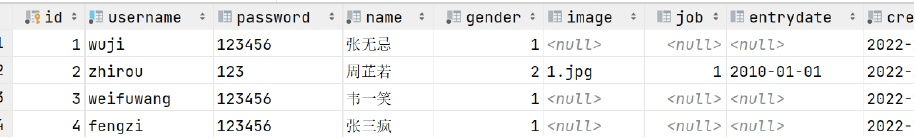 id username password name gender image job entrydate cre
1 1 wuji 123456 张无忌 1 <null> <null> <null> 2022-
2 2 zhirou 123 周芷若 2 1.jpg 1 2010-01-01 2022-
3 3 weifuwang 123456 韦一笑 1 <null> <null> <null> 2022-
4 4 fengzi 123456 张三疯 1 <null> <null> <null> 2022-